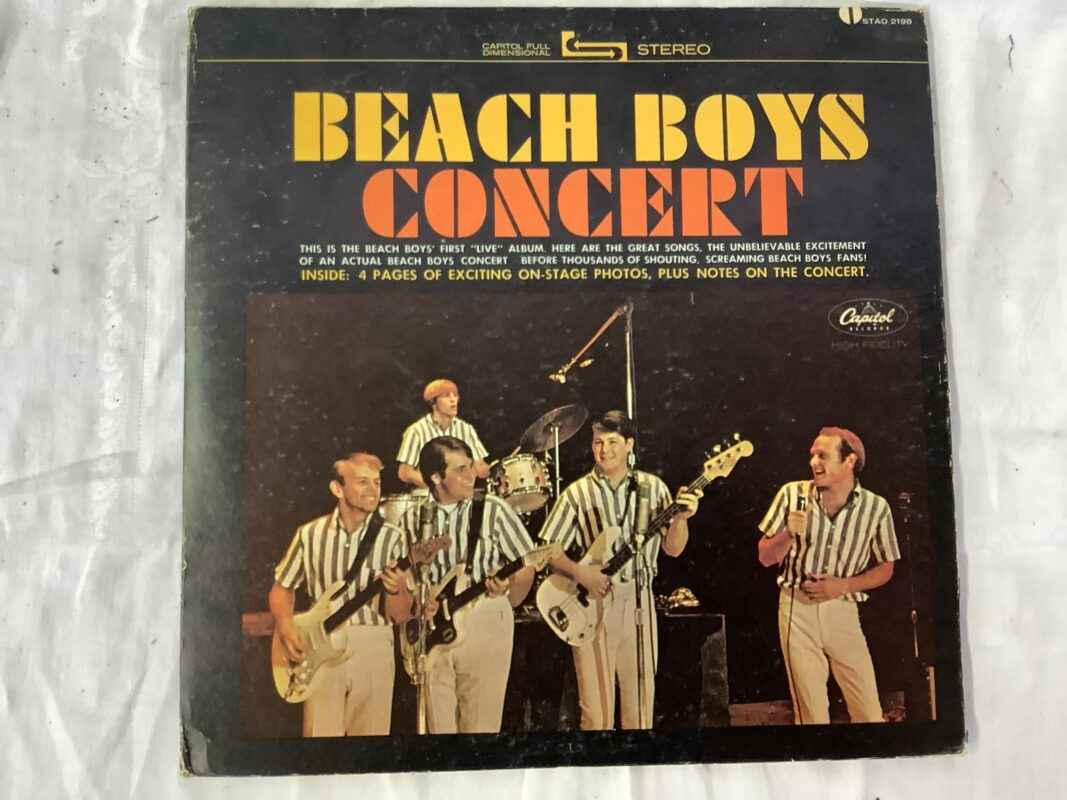 STAO 2198
CAPITOL FULL
DIMENSIONAL
STEREO
BEACH BOYS
CONCERT
THIS IS THE BEACH BOYS' FIRST "LIVE" ALBUM. HERE ARE THE GREAT SONGS, THE UNBELIEVABLE EXCITEMENT
OF AN ACTUAL BEACH BOYS CONCERT BEFORE THOUSANDS OF SHOUTING, SCREAMING BEACH BOYS FANS!
INSIDE: 4 PAGES OF EXCITING ON-STAGE PHOTOS, PLUS NOTES ON THE CONCERT.
Capitol
RECORDS
HIGH FIDELITY